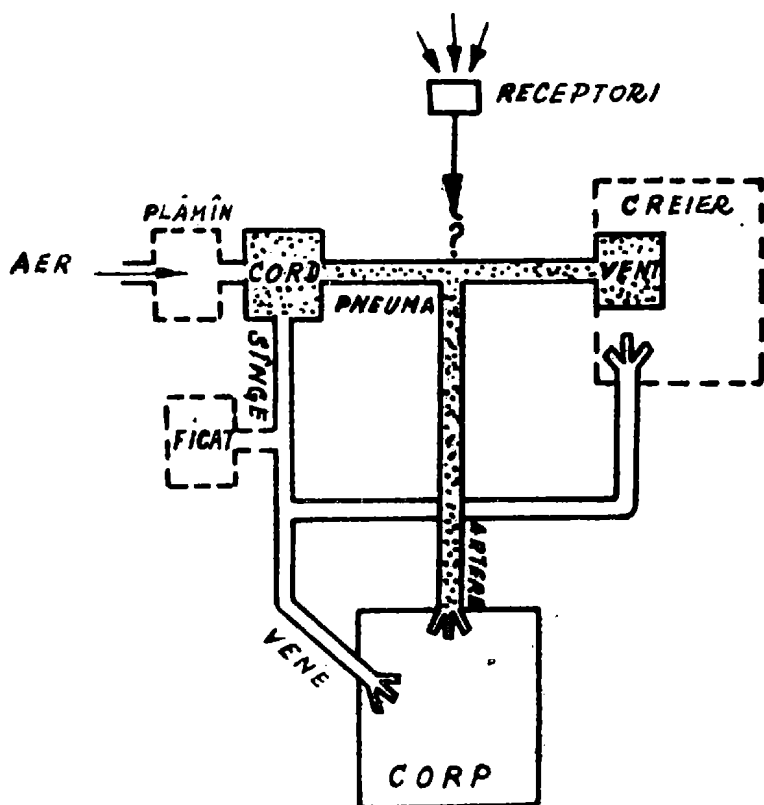 RECEPTORI
PLĂMÎN
CREIER
AER
CORD
VENT
?
PNEUMA
SÎNGE
FICAT
ARTERE
VENE
CORP